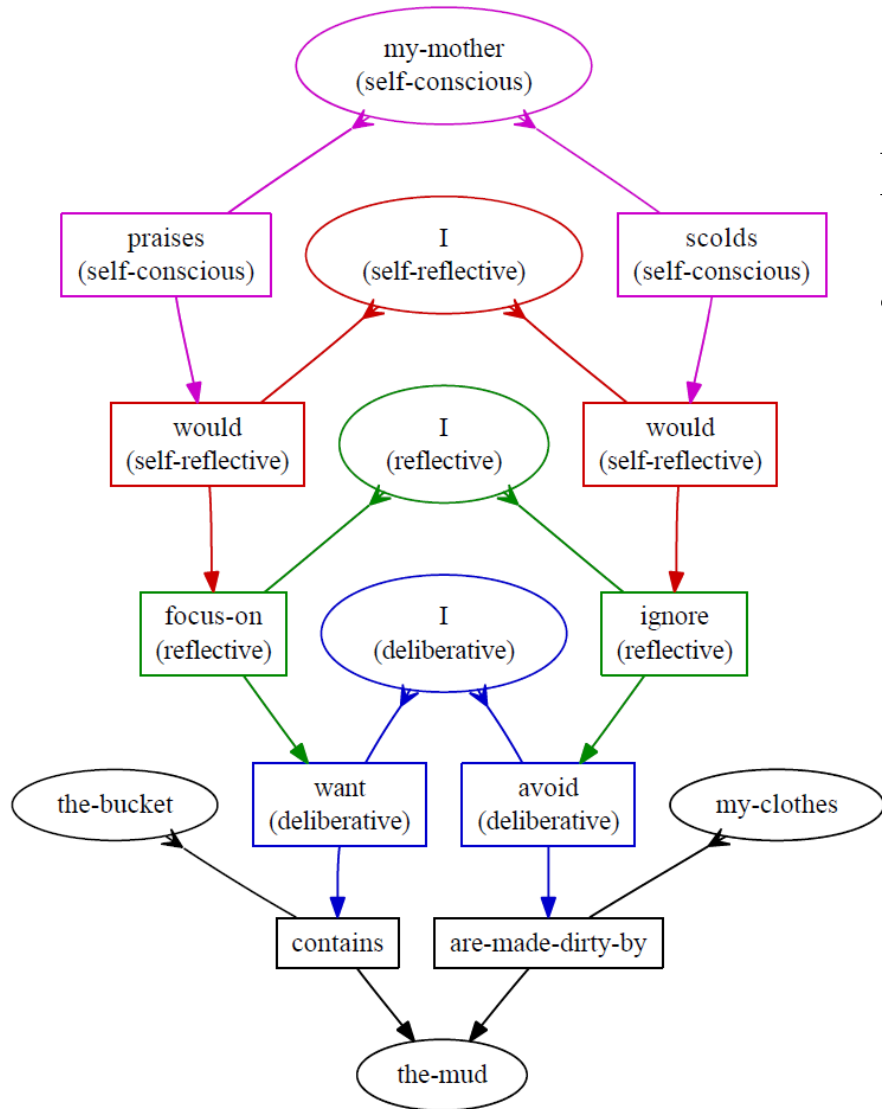 my-mother
(self-conscious)
praises
(self-conscious)
I
(self-reflective)
scolds
(self-conscious)
would
(self-reflective)
I
(reflective)
would
(self-reflective)
focus-on
(reflective)
I
(deliberative)
ignore
(reflective)
the-bucket
want
(deliberative)
avoid
(deliberative)
my-clothes
contains
are-made-dirty-by
the-mud